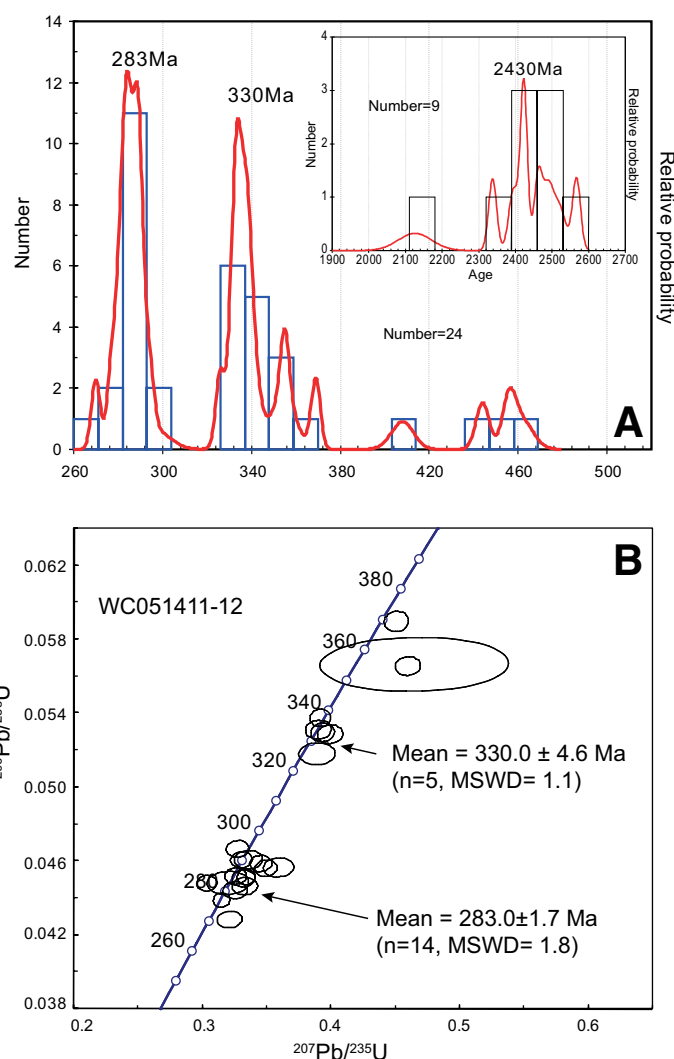 14
12
10
8
6
4
2
0
Number
283Ma
330Ma
Number=24
A
Relative probability
260
300
340
380
420
460
500
4
3
2
1
0
Number
2430Ma
Number=9
Relative probability
1900
2000
2100
2200
2300
2400
2500
2600
2700
Age
B
WC051411-12
0.062
0.058
0.054
0.050
0.046
0.042
0.038
380
360
340
320
300
280
260
Mean = 330.0 ± 4.6 Ma
(n=5, MSWD= 1.1)
Mean = 283.0±1.7 Ma
(n=14, MSWD= 1.8)
0.2
0.3
0.4
0.5
0.6
²⁰⁷Pb/²³⁵U